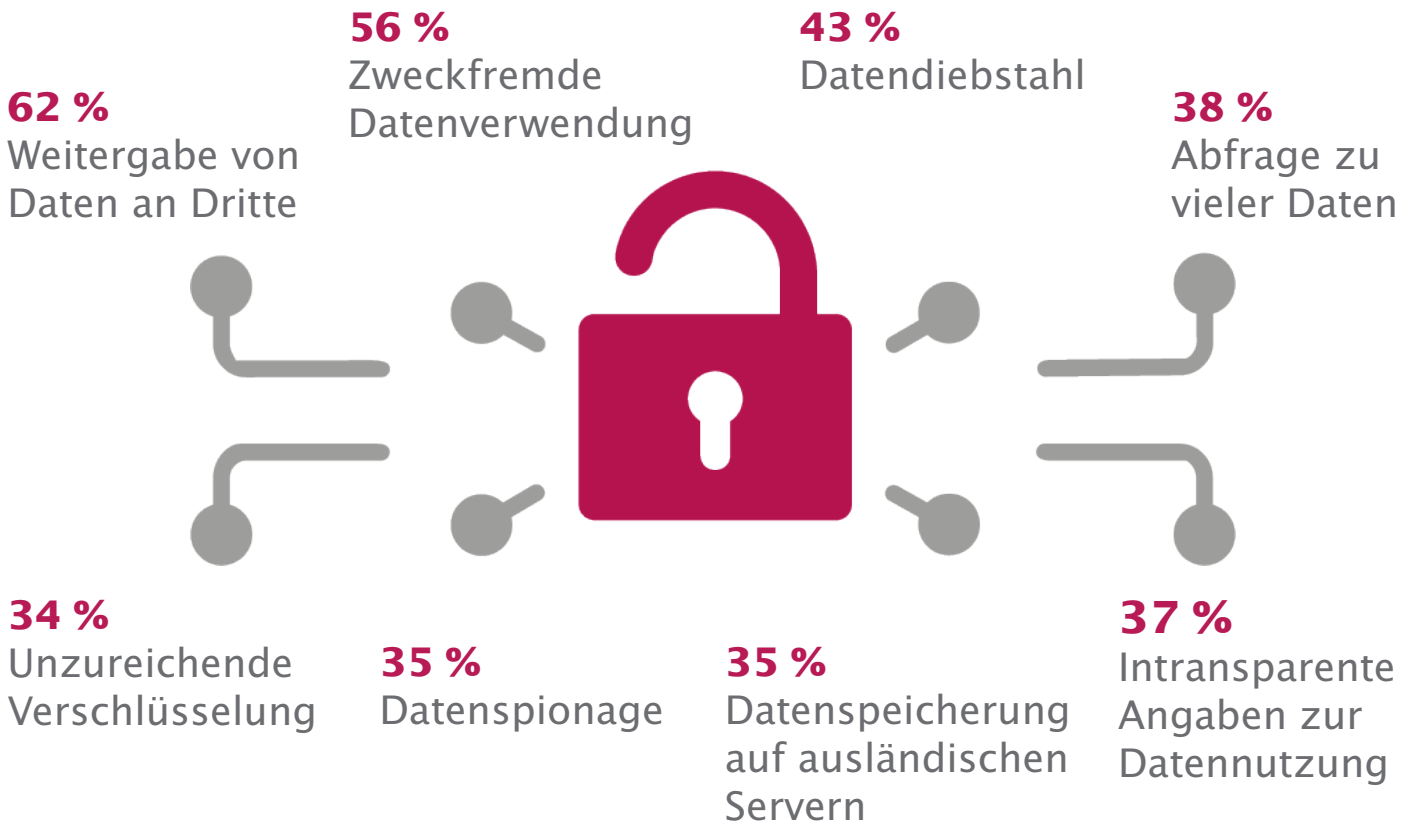 62 %
Weitergabe von
Daten an Dritte
56 %
Zweckfremde
Datenverwendung
43 %
Datendiebstahl
38 %
Abfrage zu
vieler Daten
34 %
Unzureichende
Verschlüsselung
35 %
Datenspionage
35 %
Datenspeicherung
auf ausländischen
Servern
37 %
Intransparente
Angaben zur
Datennutzung